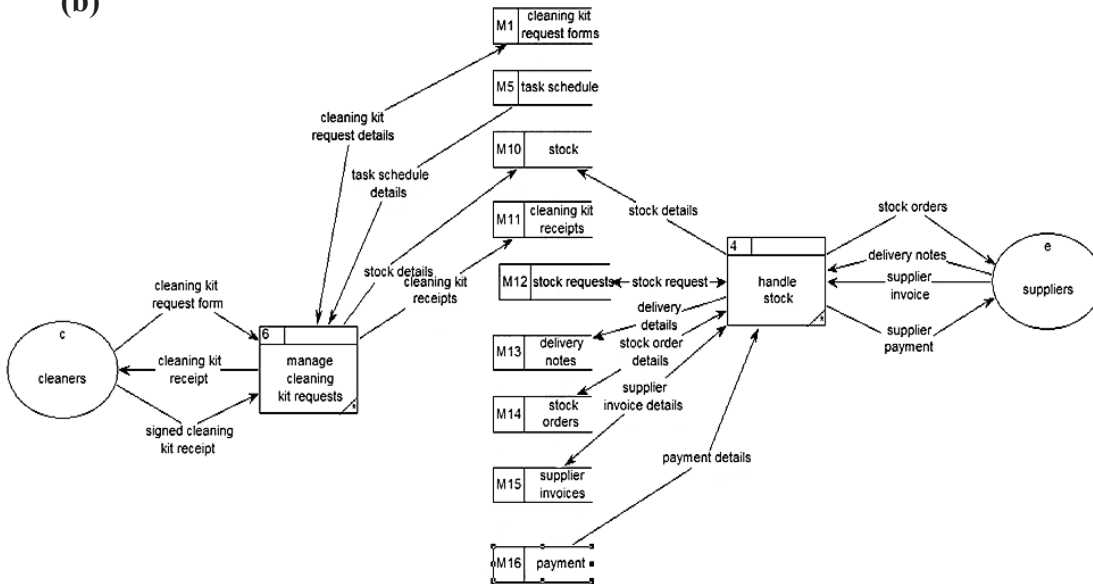 (b)
M1
cleaning kit
request forms
M5
task schedule
M10
stock
M11
cleaning kit
receipts
M12
stock requests
M13
delivery
notes
M14
stock
orders
M15
supplier
invoices
M16
payment
cleaning kit
request details
task schedule
details
stock details
cleaning kit
receipts
cleaning kit
request form
c
cleaners
cleaning kit
receipt
signed cleaning
kit receipt
6
manage
cleaning
kit requests
*
stock details
stock request
delivery
details
stock order
details
supplier
invoice details
payment details
4
handle
stock
*
stock orders
delivery notes
supplier
invoice
supplier
payment
e
suppliers